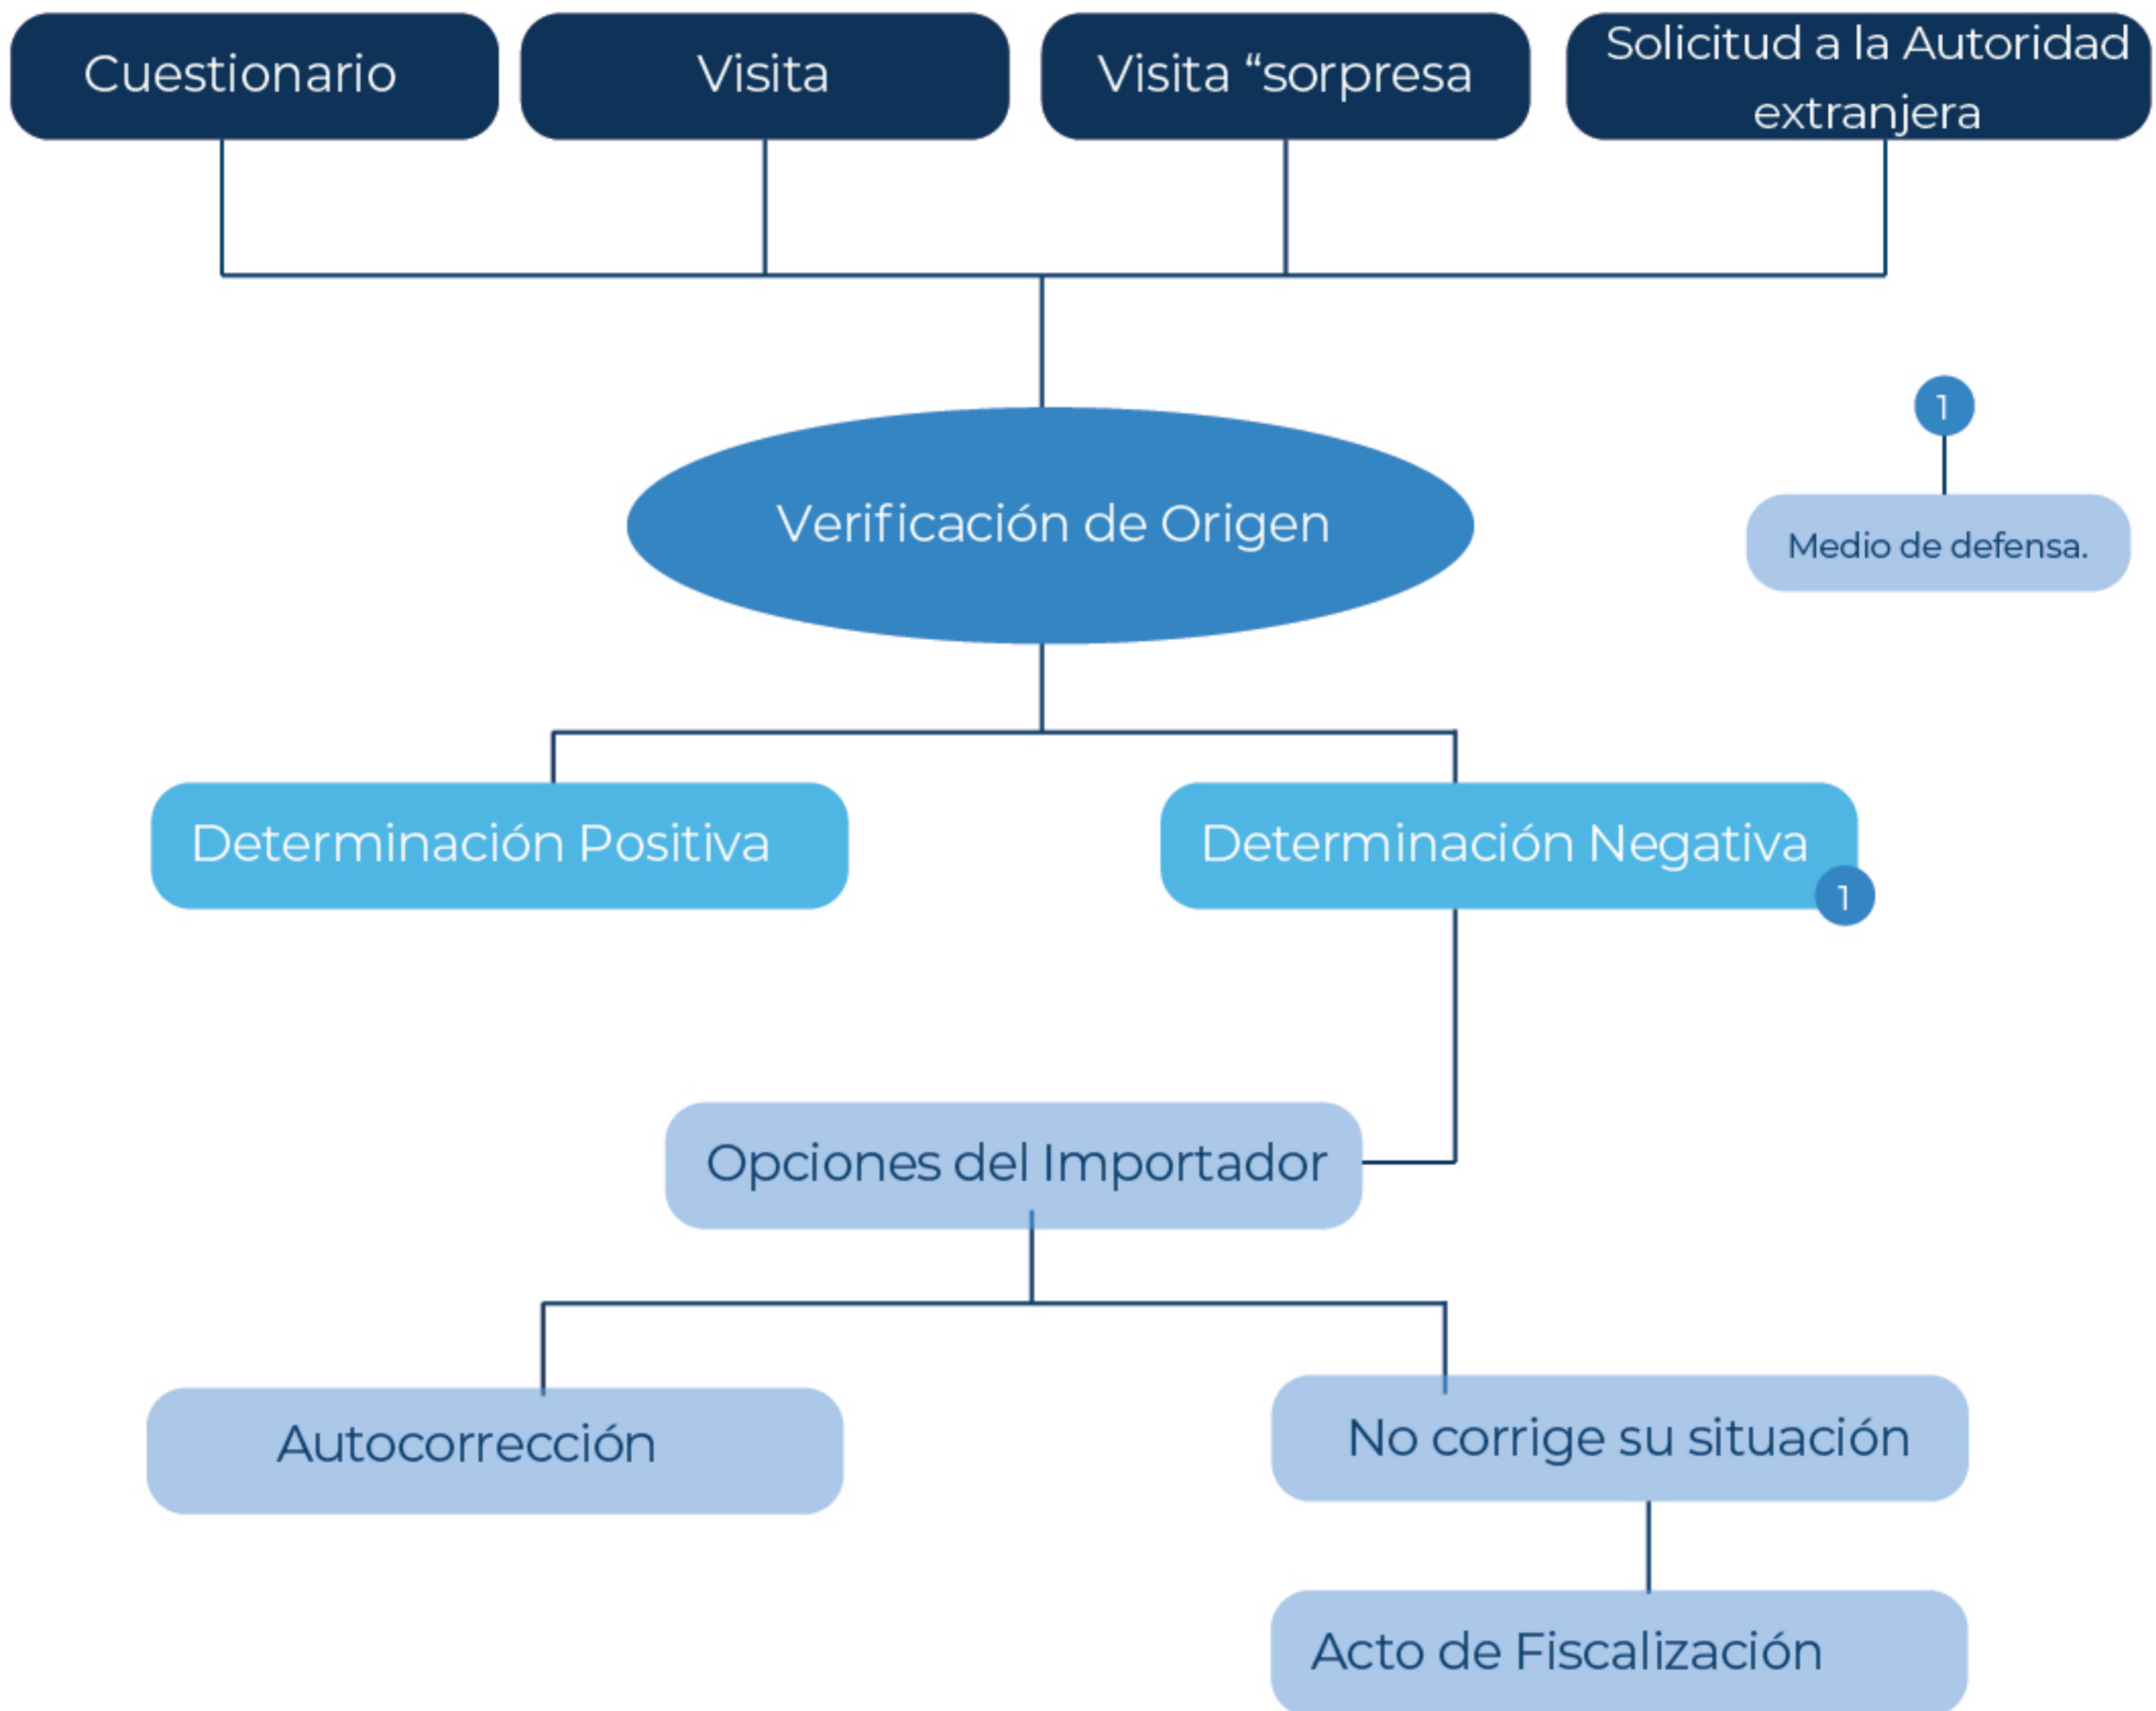 Cuestionario
Visita
Visita “sorpresa
Solicitud a la Autoridad
extranjera
1
Verificación de Origen
Medio de defensa.
Determinación Positiva
Determinación Negativa
1
Opciones del Importador
Autocorrección
No corrige su situación
Acto de Fiscalización